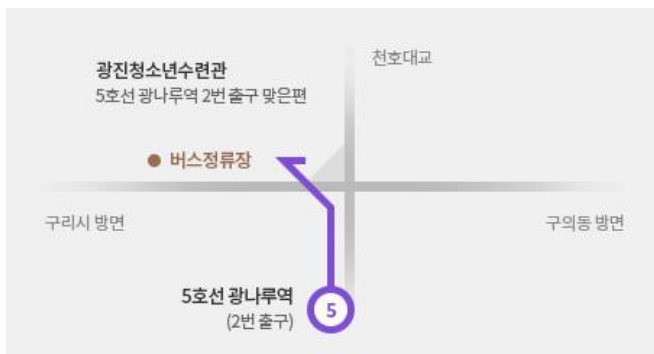 천호대교
광진청소년수련관
5호선 광나루역 2번 출구 맞은편
버스정류장
구리시 방면
구의동 방면
5호선 광나루역
(2번 출구)
5